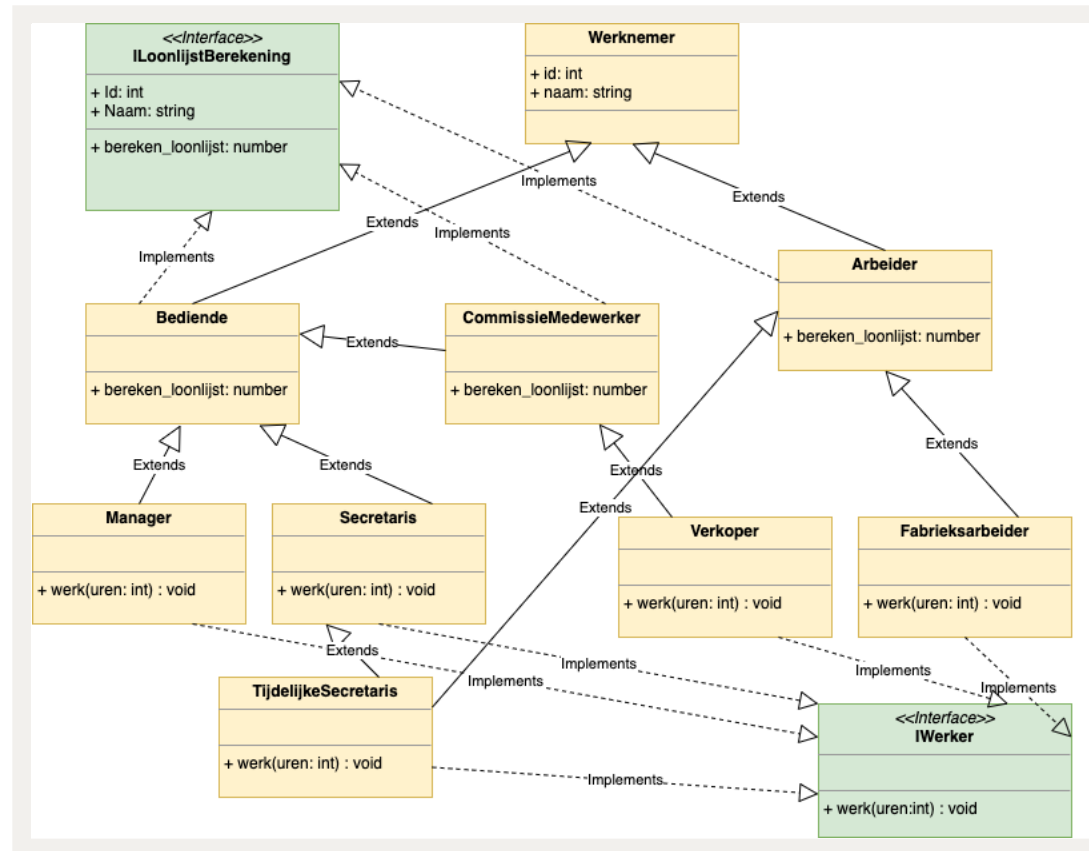 <<Interface>>
ILoonlijstBerekening
+ Id: int
+ Naam: string
+ bereken_loonlijst: number
Werknemer
+ id: int
+ naam: string
Implements
Extends
Extends
Implements
Implements
Arbeider
+ bereken_loonlijst: number
Bediende
+ bereken_loonlijst: number
Extends
CommissieMedewerker
+ bereken_loonlijst: number
Extends
Extends
Extends
Extends
Extends
Manager
+ werk(uren: int) : void
Secretaris
+ werk(uren: int) : void
Verkoper
+ werk(uren: int) : void
Fabrieksarbeider
+ werk(uren: int) : void
Extends
Implements
Implements
Implements
Implements
TijdelijkeSecretaris
+ werk(uren: int) : void
Implements
<<Interface>>
IWerker
+ werk(uren:int) : void